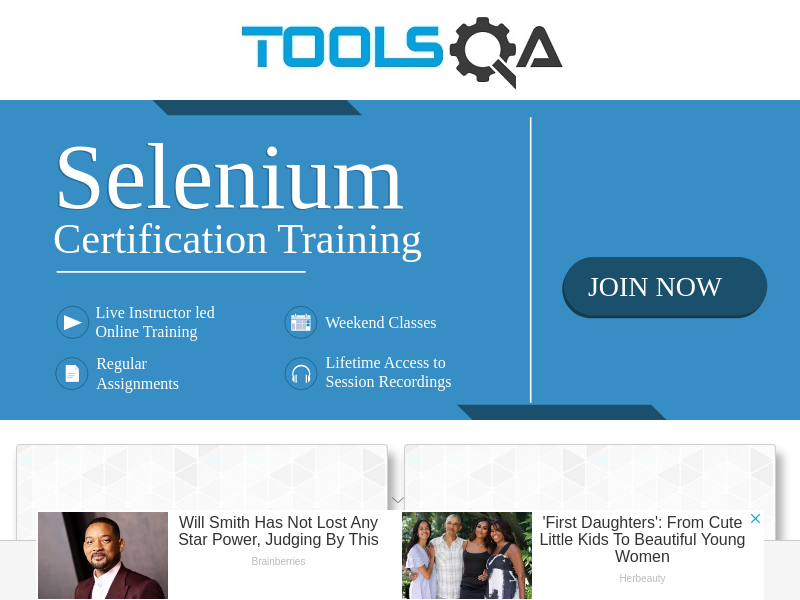 TOOLSQA
Selenium
Certification Training
JOIN NOW
Live Instructor led
Online Training
Weekend Classes
Regular
Assignments
Lifetime Access to
Session Recordings
Will Smith Has Not Lost Any
Star Power, Judging By This
Brainberries
'First Daughters': From Cute
Little Kids To Beautiful Young
Women
Herbeauty